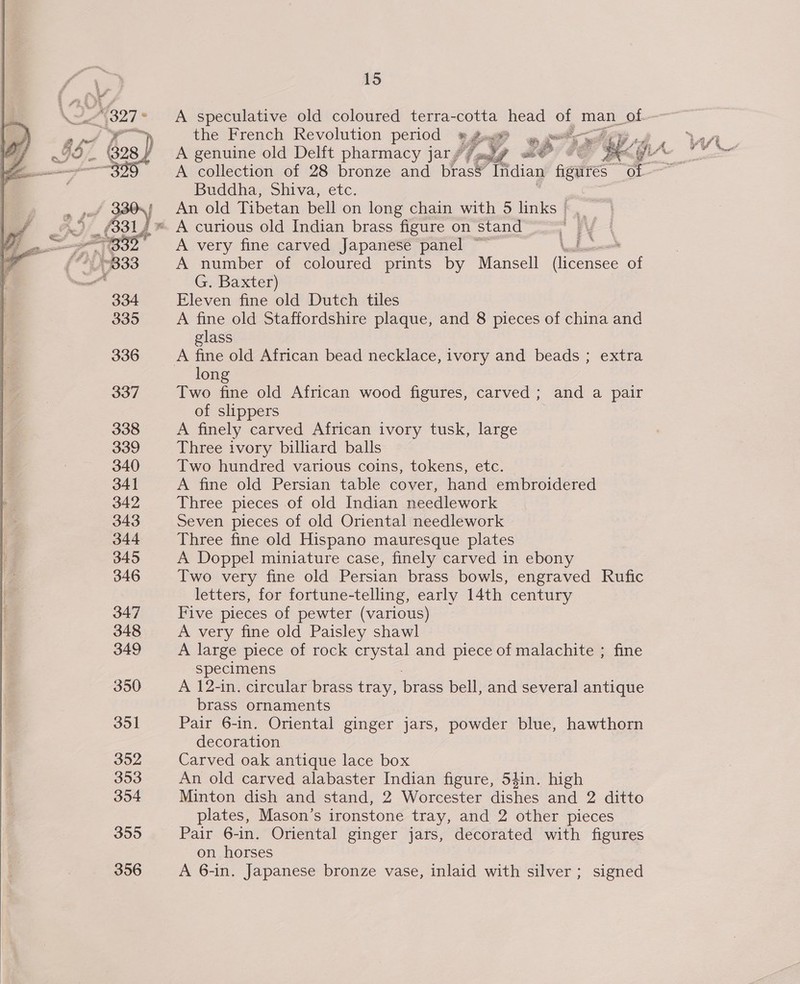 15
327 A speculative old coloured terra-cotta head of man of
the French Revolution period
328 A genuine old Delft pharmacy jar
329 A collection of 28 bronze and brass Indian figures of
Buddha, Shiva, etc.
330 An old Tibetan bell on long chain with 5 links
331 A curious old Indian brass figure on stand
332 A very fine carved Japanese panel
333 A number of coloured prints by Mansell (licensee of
G. Baxter)
334 Eleven fine old Dutch tiles
335 A fine old Staffordshire plaque, and 8 pieces of china and
glass
336 A fine old African bead necklace, ivory and beads ; extra
long
337 Two fine old African wood figures, carved ; and a pair
of slippers
338 A finely carved African ivory tusk, large
339 Three ivory billiard balls
340 Two hundred various coins, tokens, etc.
341 A fine old Persian table cover, hand embroidered
342 Three pieces of old Indian needlework
343 Seven pieces of old Oriental needlework
344 Three fine old Hispano mauresque plates
345 A Doppel miniature case, finely carved in ebony
346 Two very fine old Persian brass bowls, engraved Rufic
letters, for fortune-telling, early 14th century
347 Five pieces of pewter (various)
348 A very fine old Paisley shawl
349 A large piece of rock crystal and piece of malachite ; fine
specimens
350 A 12-in. circular brass tray, brass bell, and several antique
brass ornaments
351 Pair 6-in. Oriental ginger jars, powder blue, hawthorn
decoration
352 Carved oak antique lace box
353 An old carved alabaster Indian figure, 5½in. high
354 Minton dish and stand, 2 Worcester dishes and 2 ditto
plates, Mason's ironstone tray, and 2 other pieces
355 Pair 6-in. Oriental ginger jars, decorated with figures
on horses
356 A 6-in. Japanese bronze vase, inlaid with silver ; signed